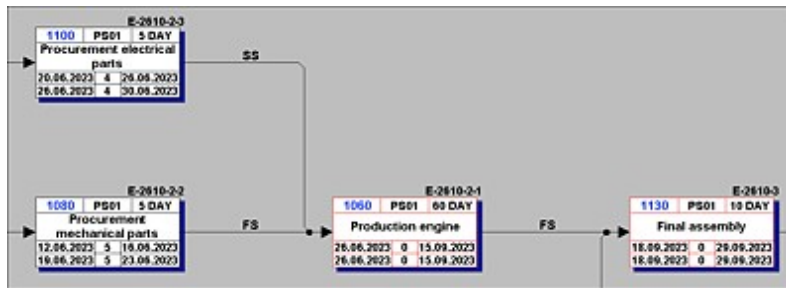 E-2610-2-3
1100 PS01 5 DAY
Procurement electrical
parts
20.06.2023 4 26.06.2023
26.06.2023 4 30.06.2023
SS
E-2610-2-2
1080 PS01 5 DAY
Procurement
mechanical parts
12.06.2023 5 16.06.2023
19.06.2023 5 23.06.2023
FS
E-2610-2-1
1060 PS01 60 DAY
Production engine
26.06.2023 0 15.09.2023
26.06.2023 0 15.09.2023
FS
E-2610-3
1130 PS01 10 DAY
Final assembly
18.09.2023 0 29.09.2023
18.09.2023 0 29.09.2023